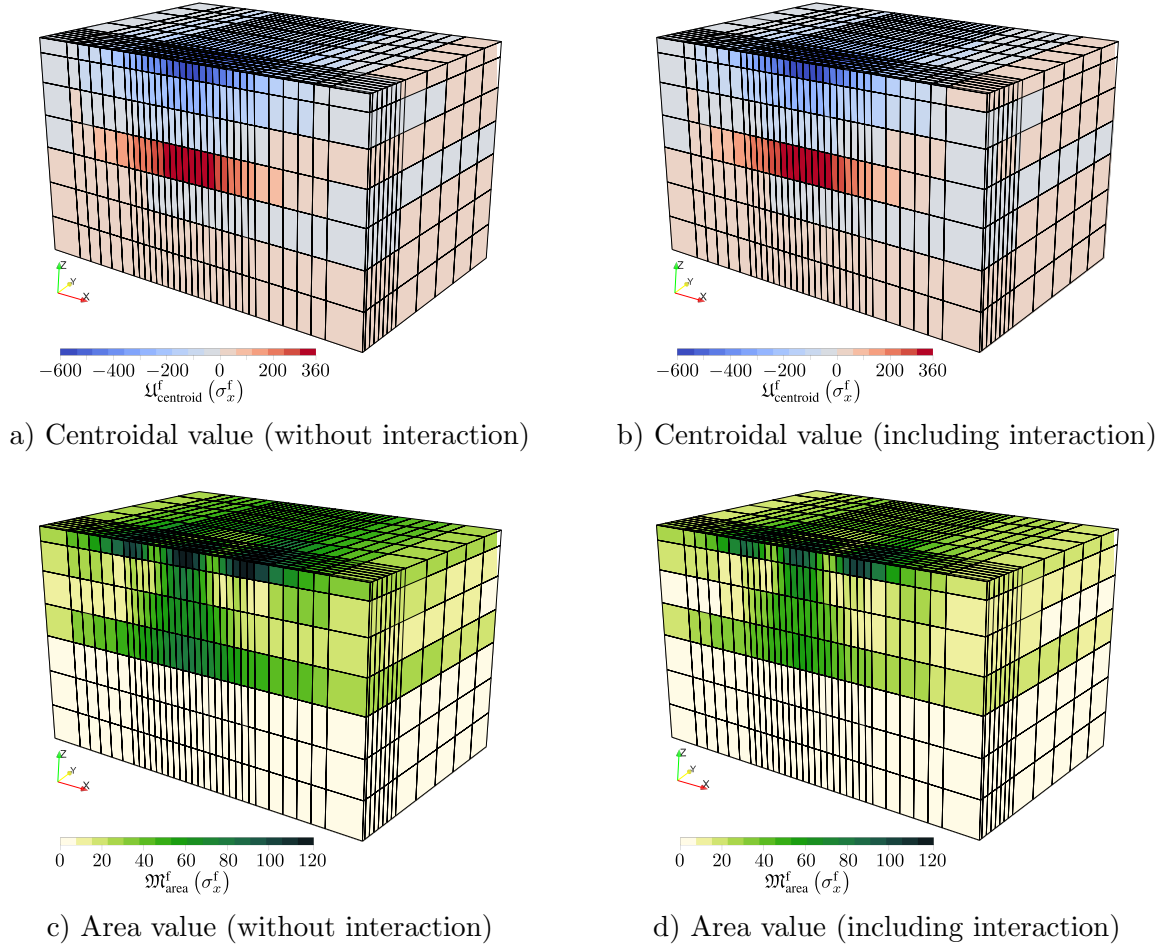 Z
Y
X
Z
Y
X
−600 −400 −200 0 200 360
𝔘ᶠcentroid (σᶠx)
−600 −400 −200 0 200 360
𝔘ᶠcentroid (σᶠx)
a) Centroidal value (without interaction)
b) Centroidal value (including interaction)
Z
Y
X
Z
Y
X
0 20 40 60 80 100 120
𝔐ᶠarea (σᶠx)
0 20 40 60 80 100 120
𝔐ᶠarea (σᶠx)
c) Area value (without interaction)
d) Area value (including interaction)